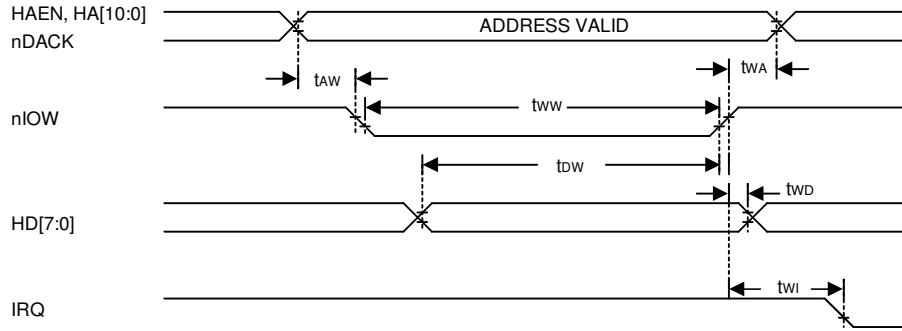 HAEN, HA[10:0]
nDACK
ADDRESS VALID
tAW
tWA
nIOW
tWW
tDW
tWD
HD[7:0]
tWI
IRQ